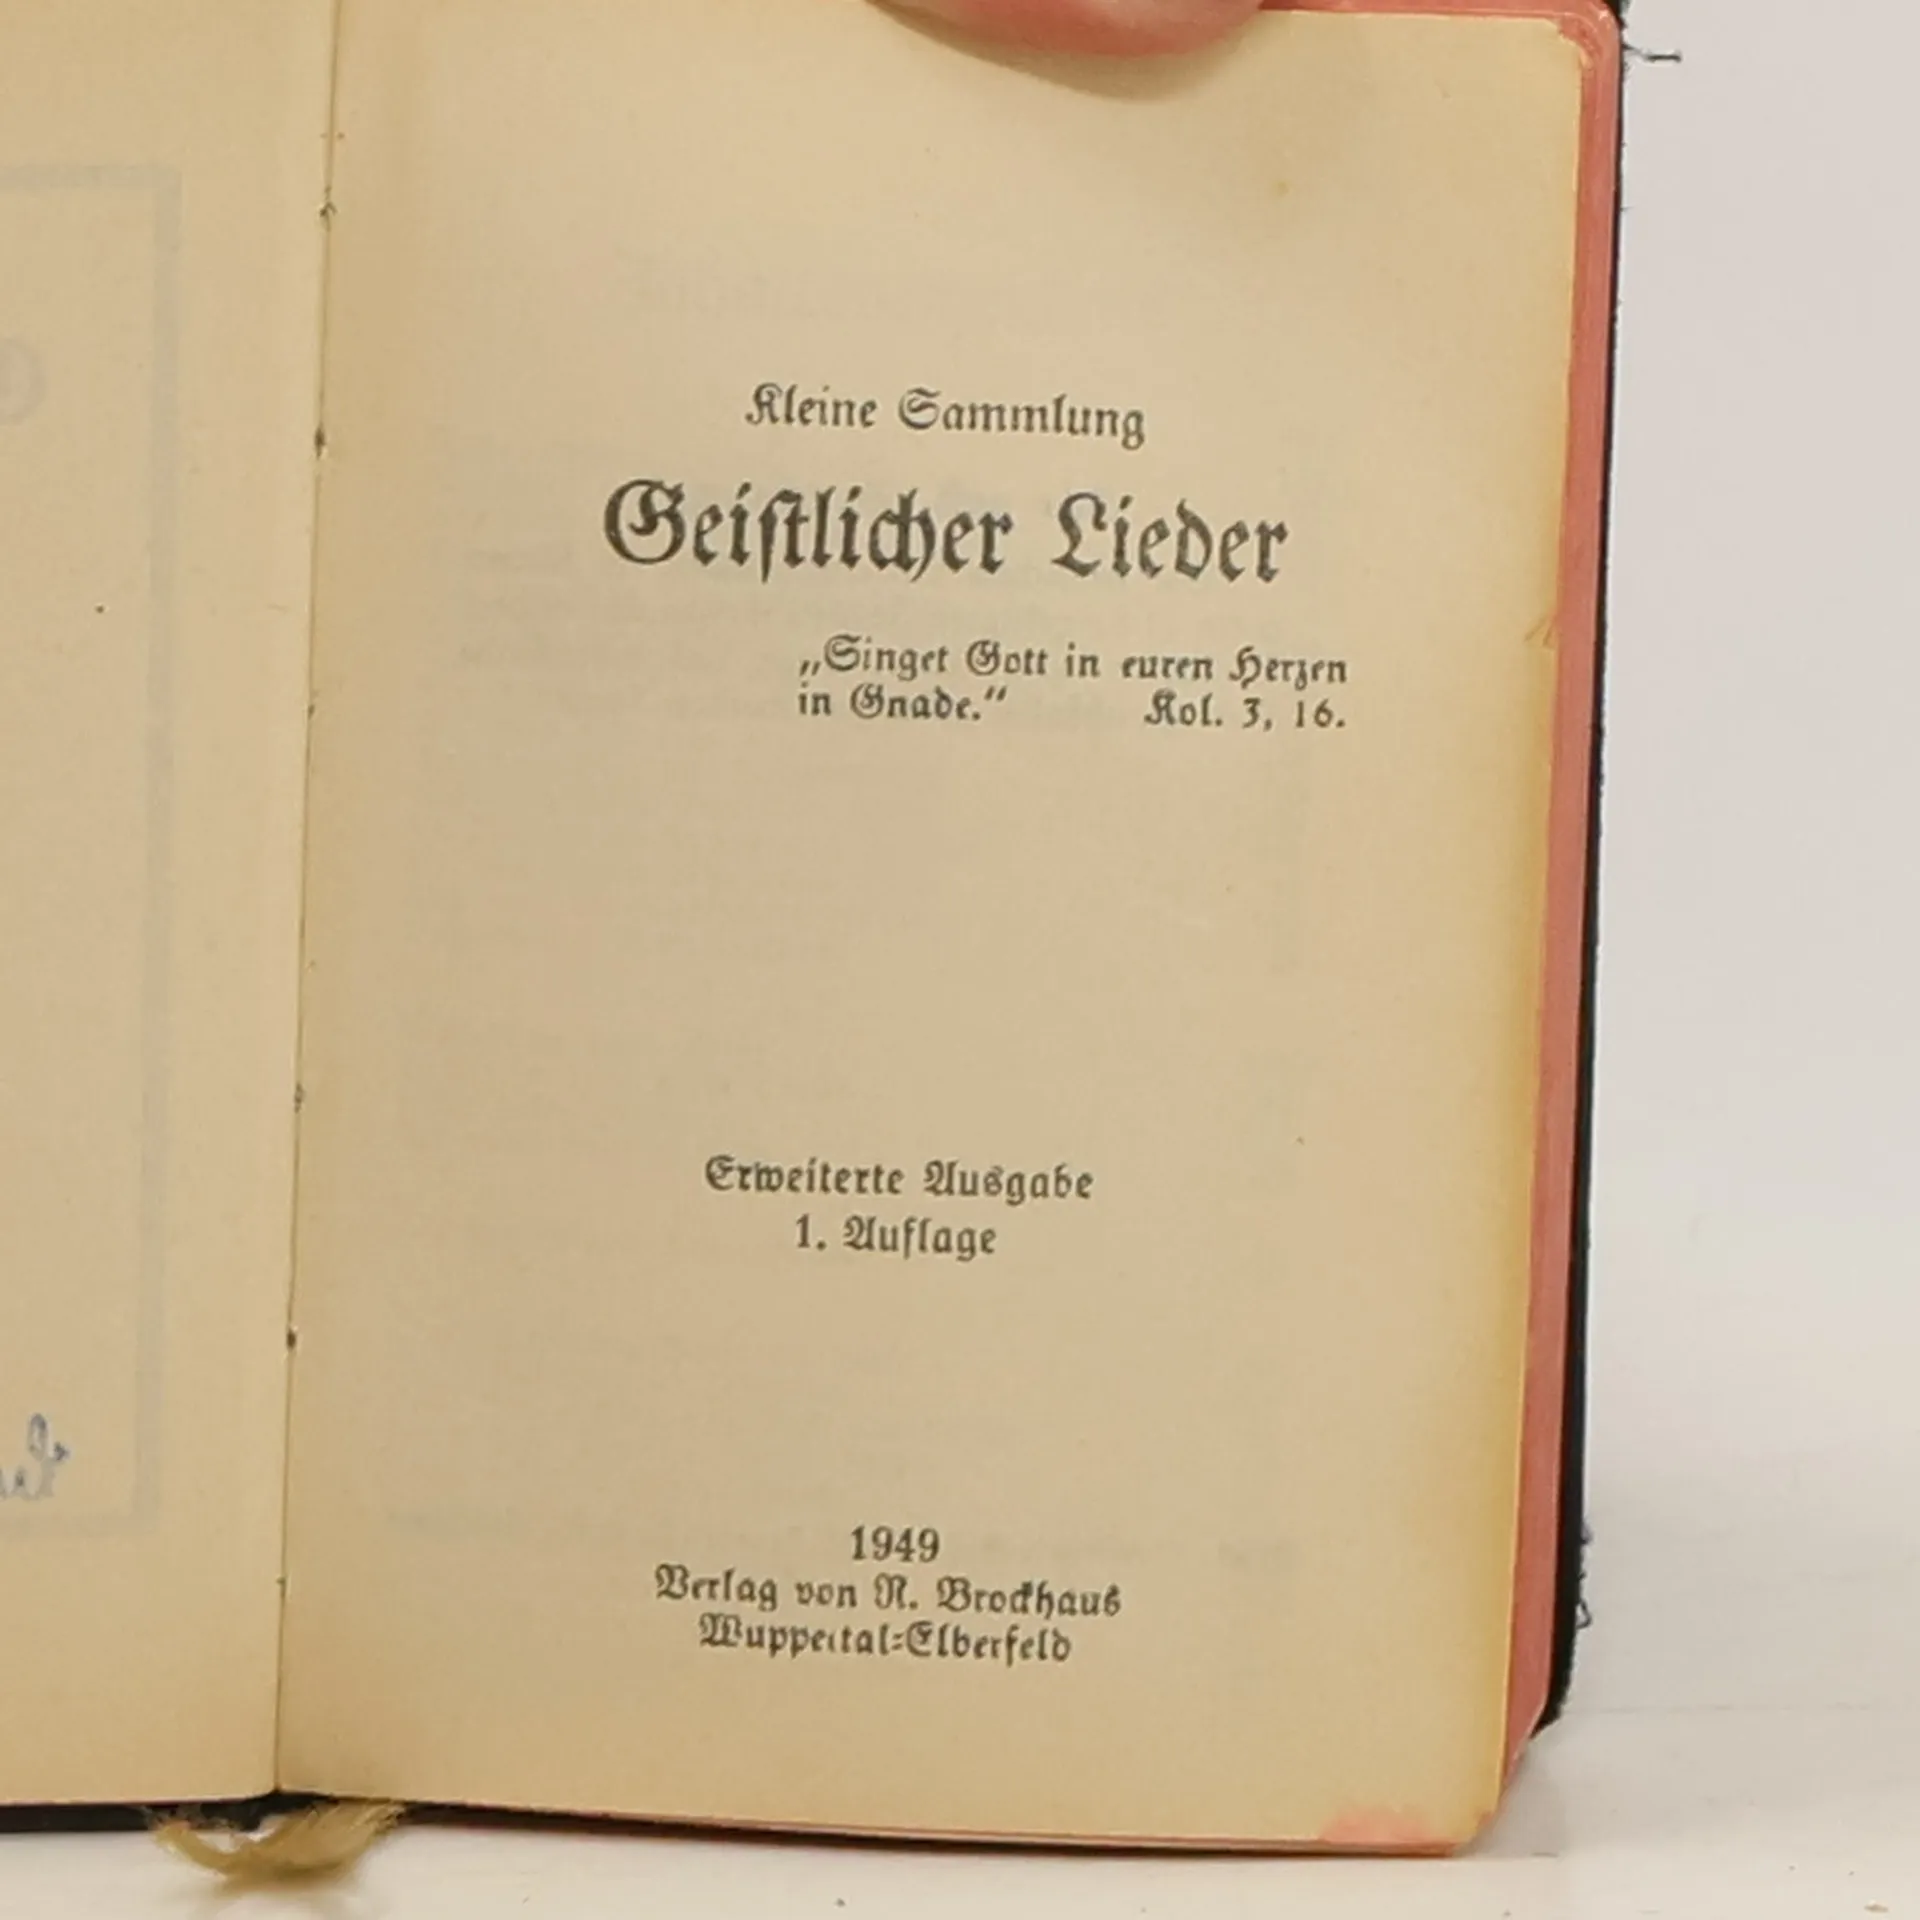 Kleine Sammlung
Geistlicher Lieder
„Singet Gott in euren Herzen
in Gnade.“ Kol. 3, 16.
Erweiterte Ausgabe
1. Auflage
1949
Verlag von R. Brockhaus
Wuppertal-Elberfeld